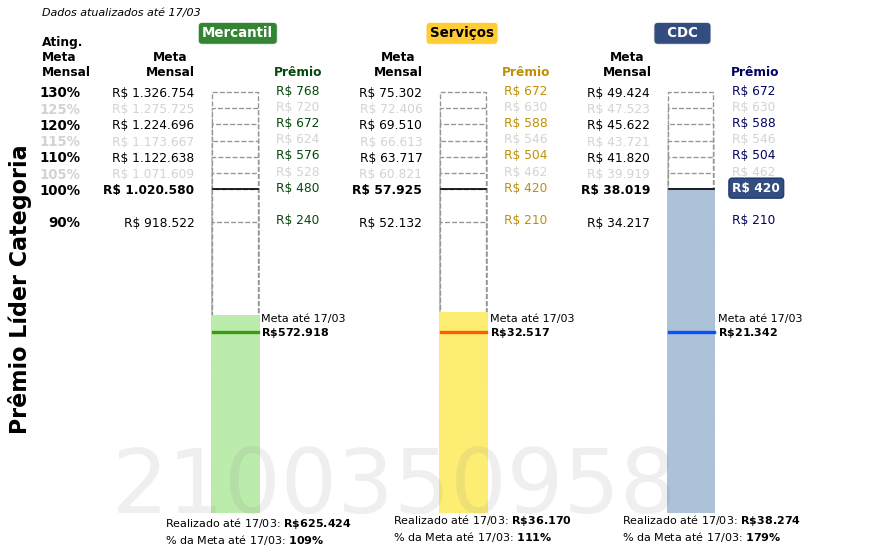 Dados atualizados até 17/03
Mercantil
Serviços
CDC
Ating.
Meta
Mensal
Meta
Mensal
Prêmio
Meta
Mensal
Prêmio
Meta
Mensal
Prêmio
130% R$ 1.326.754 R$ 768 R$ 75.302 R$ 672 R$ 49.424 R$ 672
125% R$ 1.275.725 R$ 720 R$ 72.406 R$ 630 R$ 47.523 R$ 630
120% R$ 1.224.696 R$ 672 R$ 69.510 R$ 588 R$ 45.622 R$ 588
115% R$ 1.173.667 R$ 624 R$ 66.613 R$ 546 R$ 43.721 R$ 546
110% R$ 1.122.638 R$ 576 R$ 63.717 R$ 504 R$ 41.820 R$ 504
105% R$ 1.071.609 R$ 528 R$ 60.821 R$ 462 R$ 39.919 R$ 462
100% R$ 1.020.580 R$ 480 R$ 57.925 R$ 420 R$ 38.019 R$ 420
90% R$ 918.522 R$ 240 R$ 52.132 R$ 210 R$ 34.217 R$ 210
Prêmio Líder Categoria
Meta até 17/03
R$572.918
Meta até 17/03
R$32.517
Meta até 17/03
R$21.342
2100350958
Realizado até 17/03: R$625.424
% da Meta até 17/03: 109%
Realizado até 17/03: R$36.170
% da Meta até 17/03: 111%
Realizado até 17/03: R$38.274
% da Meta até 17/03: 179%